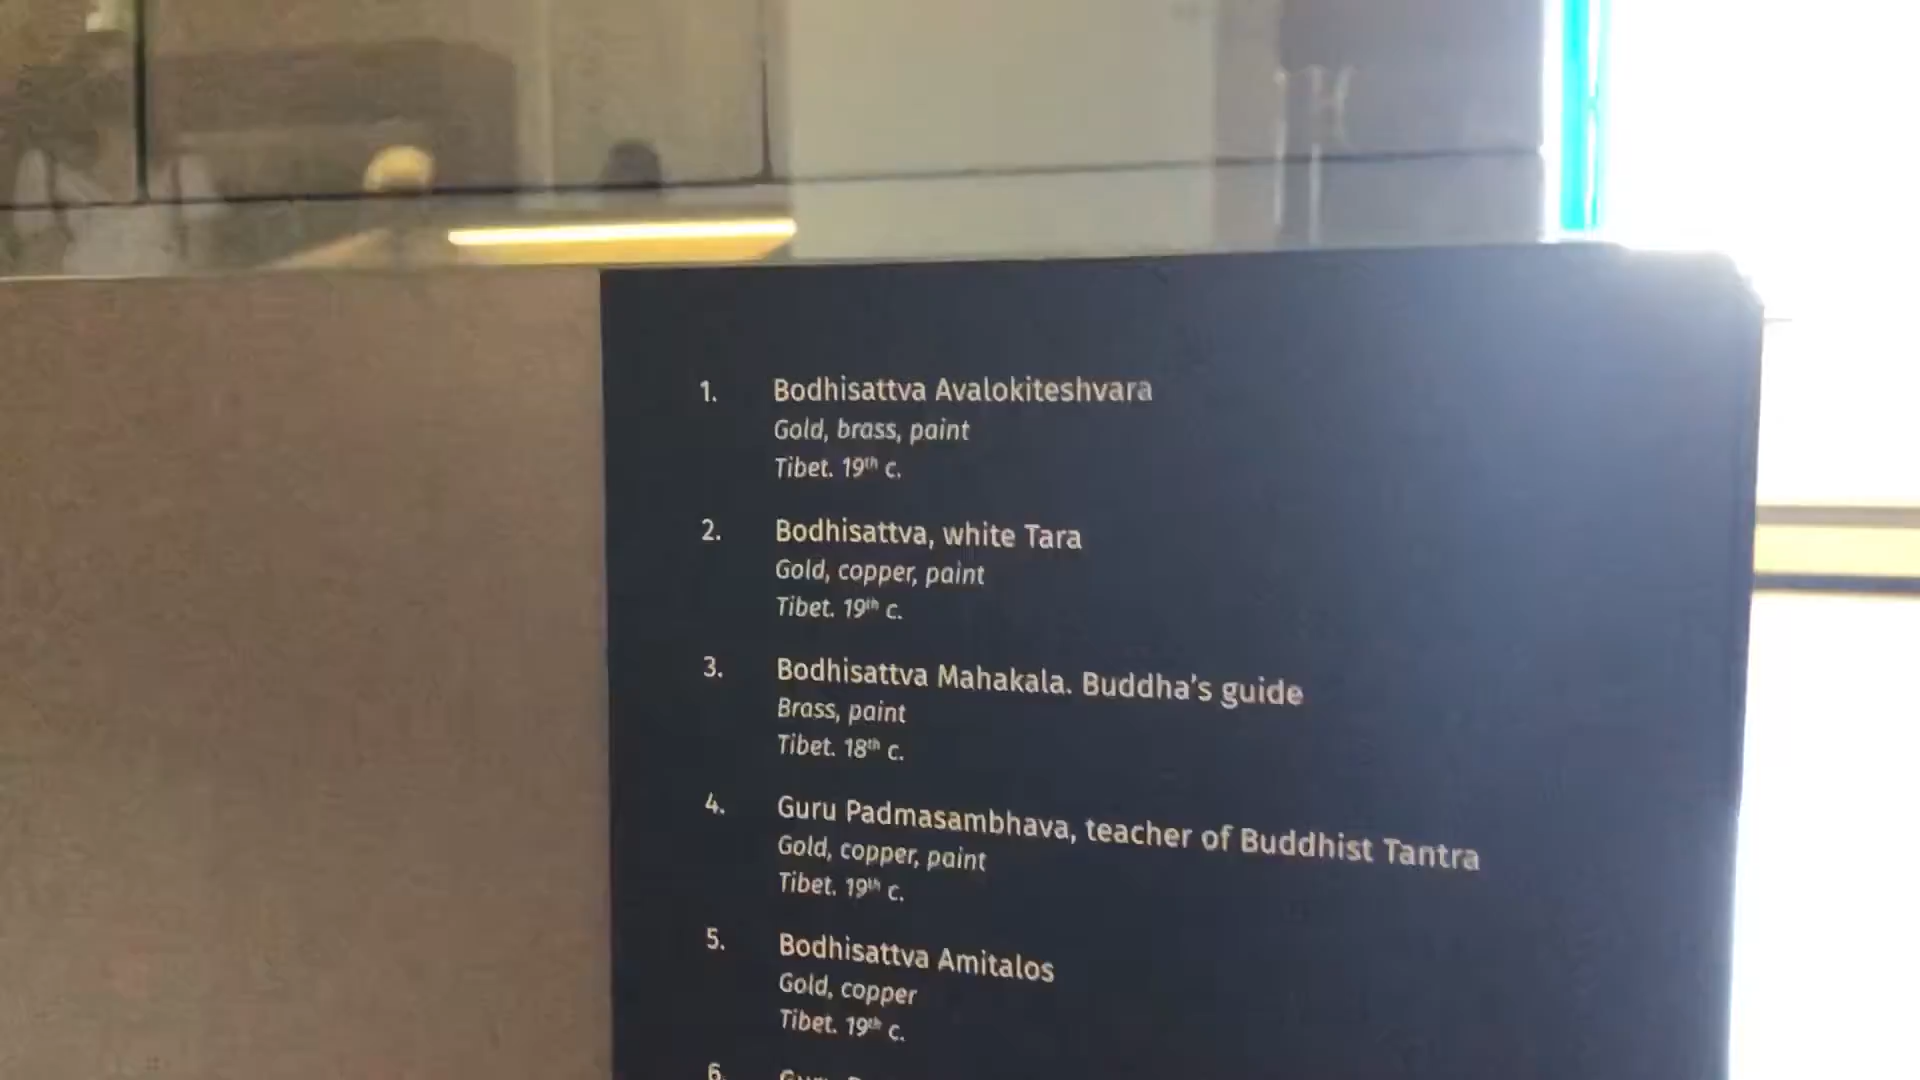 1. Bodhisattva Avalokiteshvara
Gold, brass, paint
Tibet. 19th c.
2. Bodhisattva, white Tara
Gold, copper, paint
Tibet. 19th c.
3. Bodhisattva Mahakala. Buddha's guide
Brass, paint
Tibet. 18th c.
4. Guru Padmasambhava, teacher of Buddhist Tantra
Gold, copper, paint
Tibet. 19th c.
5. Bodhisattva Amitalos
Gold, copper
Tibet. 19th c.
6.